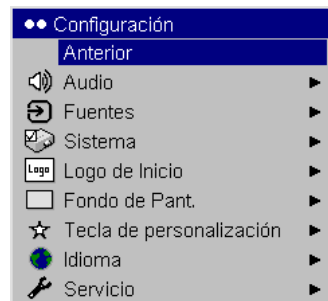 Configuración
Anterior
Audio
Fuentes
Sistema
Logo Logo de Inicio
Fondo de Pant.
Tecla de personalización
Idioma
Servicio